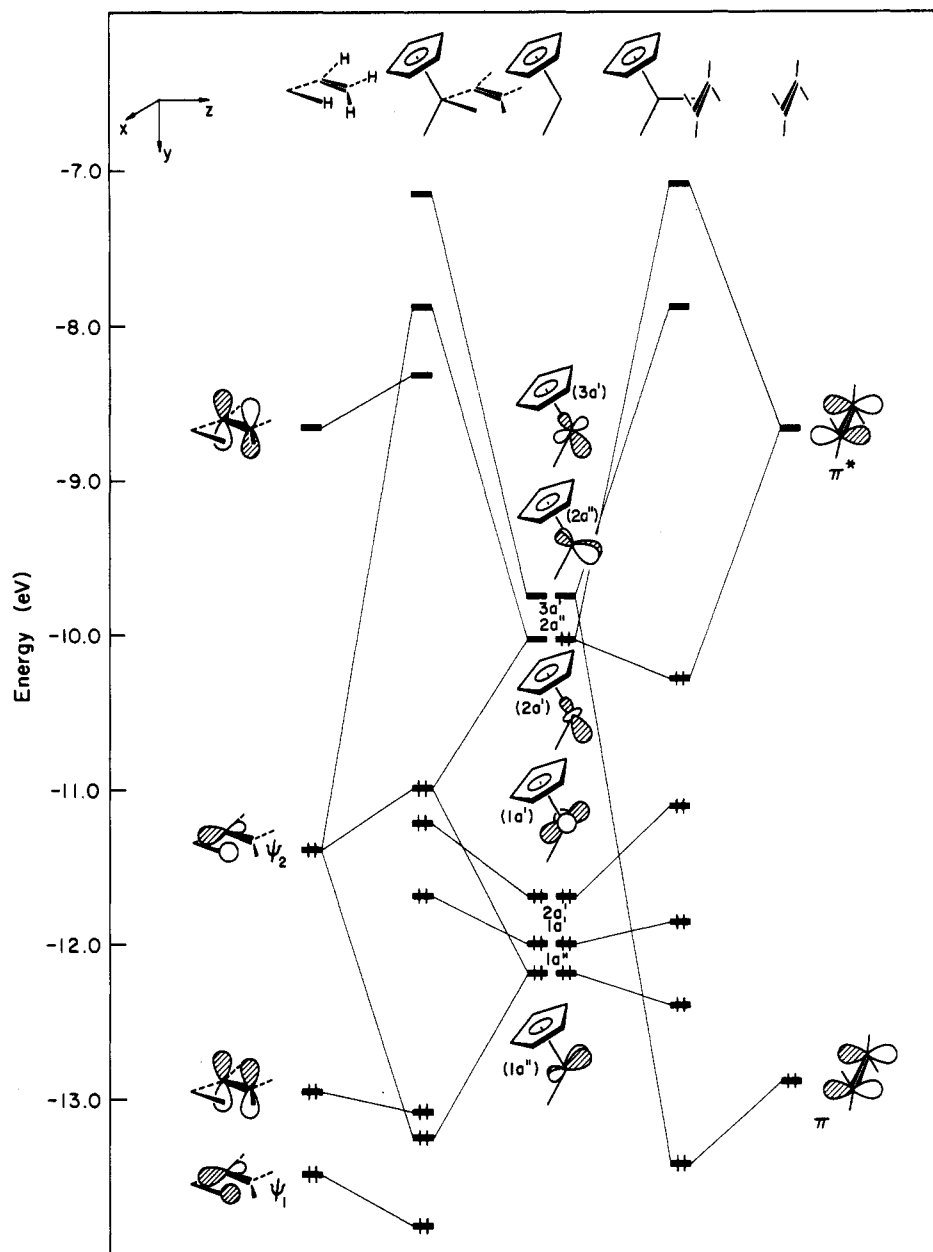 H
H
H
H
x
y
z
-7.0
-8.0
-9.0
-10.0
-11.0
-12.0
-13.0
Energy (eV)
(3a')
(2a")
3a'
2a"
(2a')
(1a')
2a'
1a'
1a"
(1a")
π*
π
ψ2
ψ1